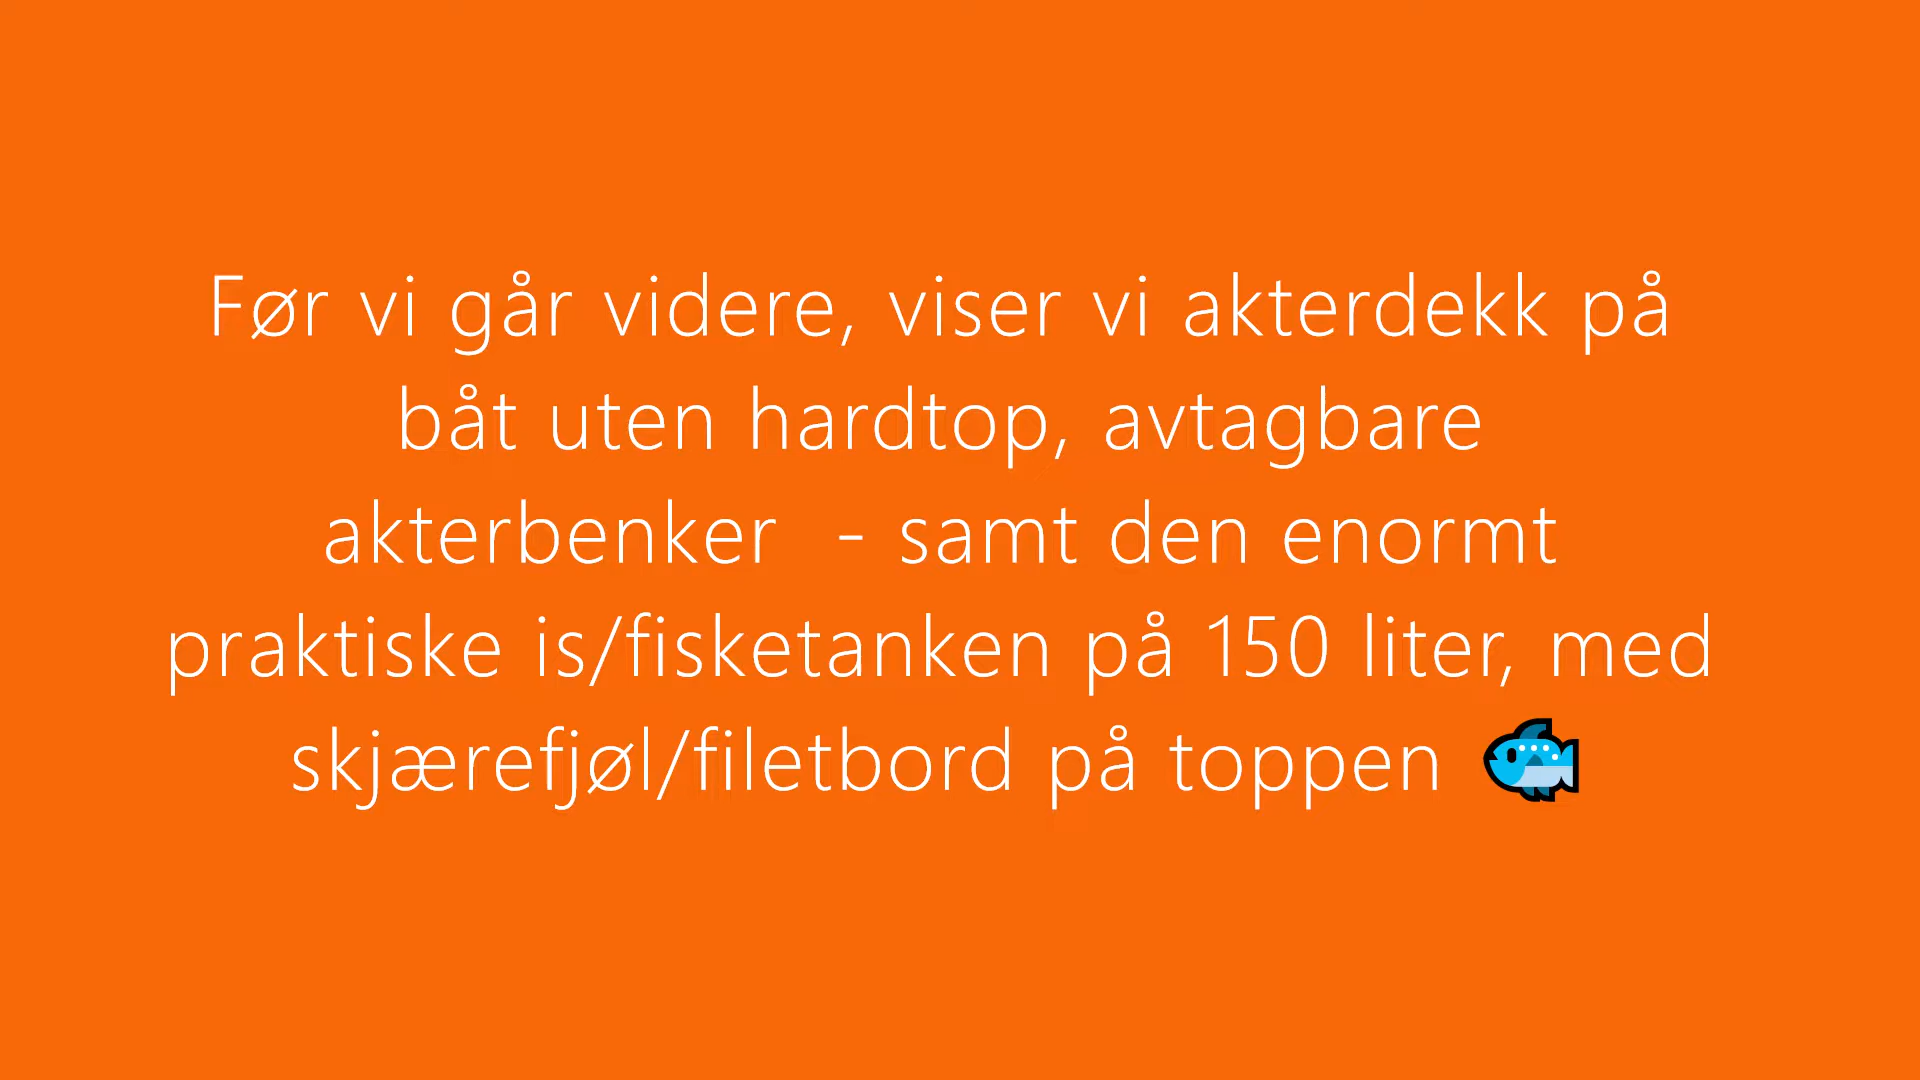 Før vi går videre, viser vi akterdekk på
båt uten hardtop, avtagbare
akterbenker  - samt den enormt
praktiske is/fisketanken på 150 liter, med
skjærefjøl/filetbord på toppen 🐟